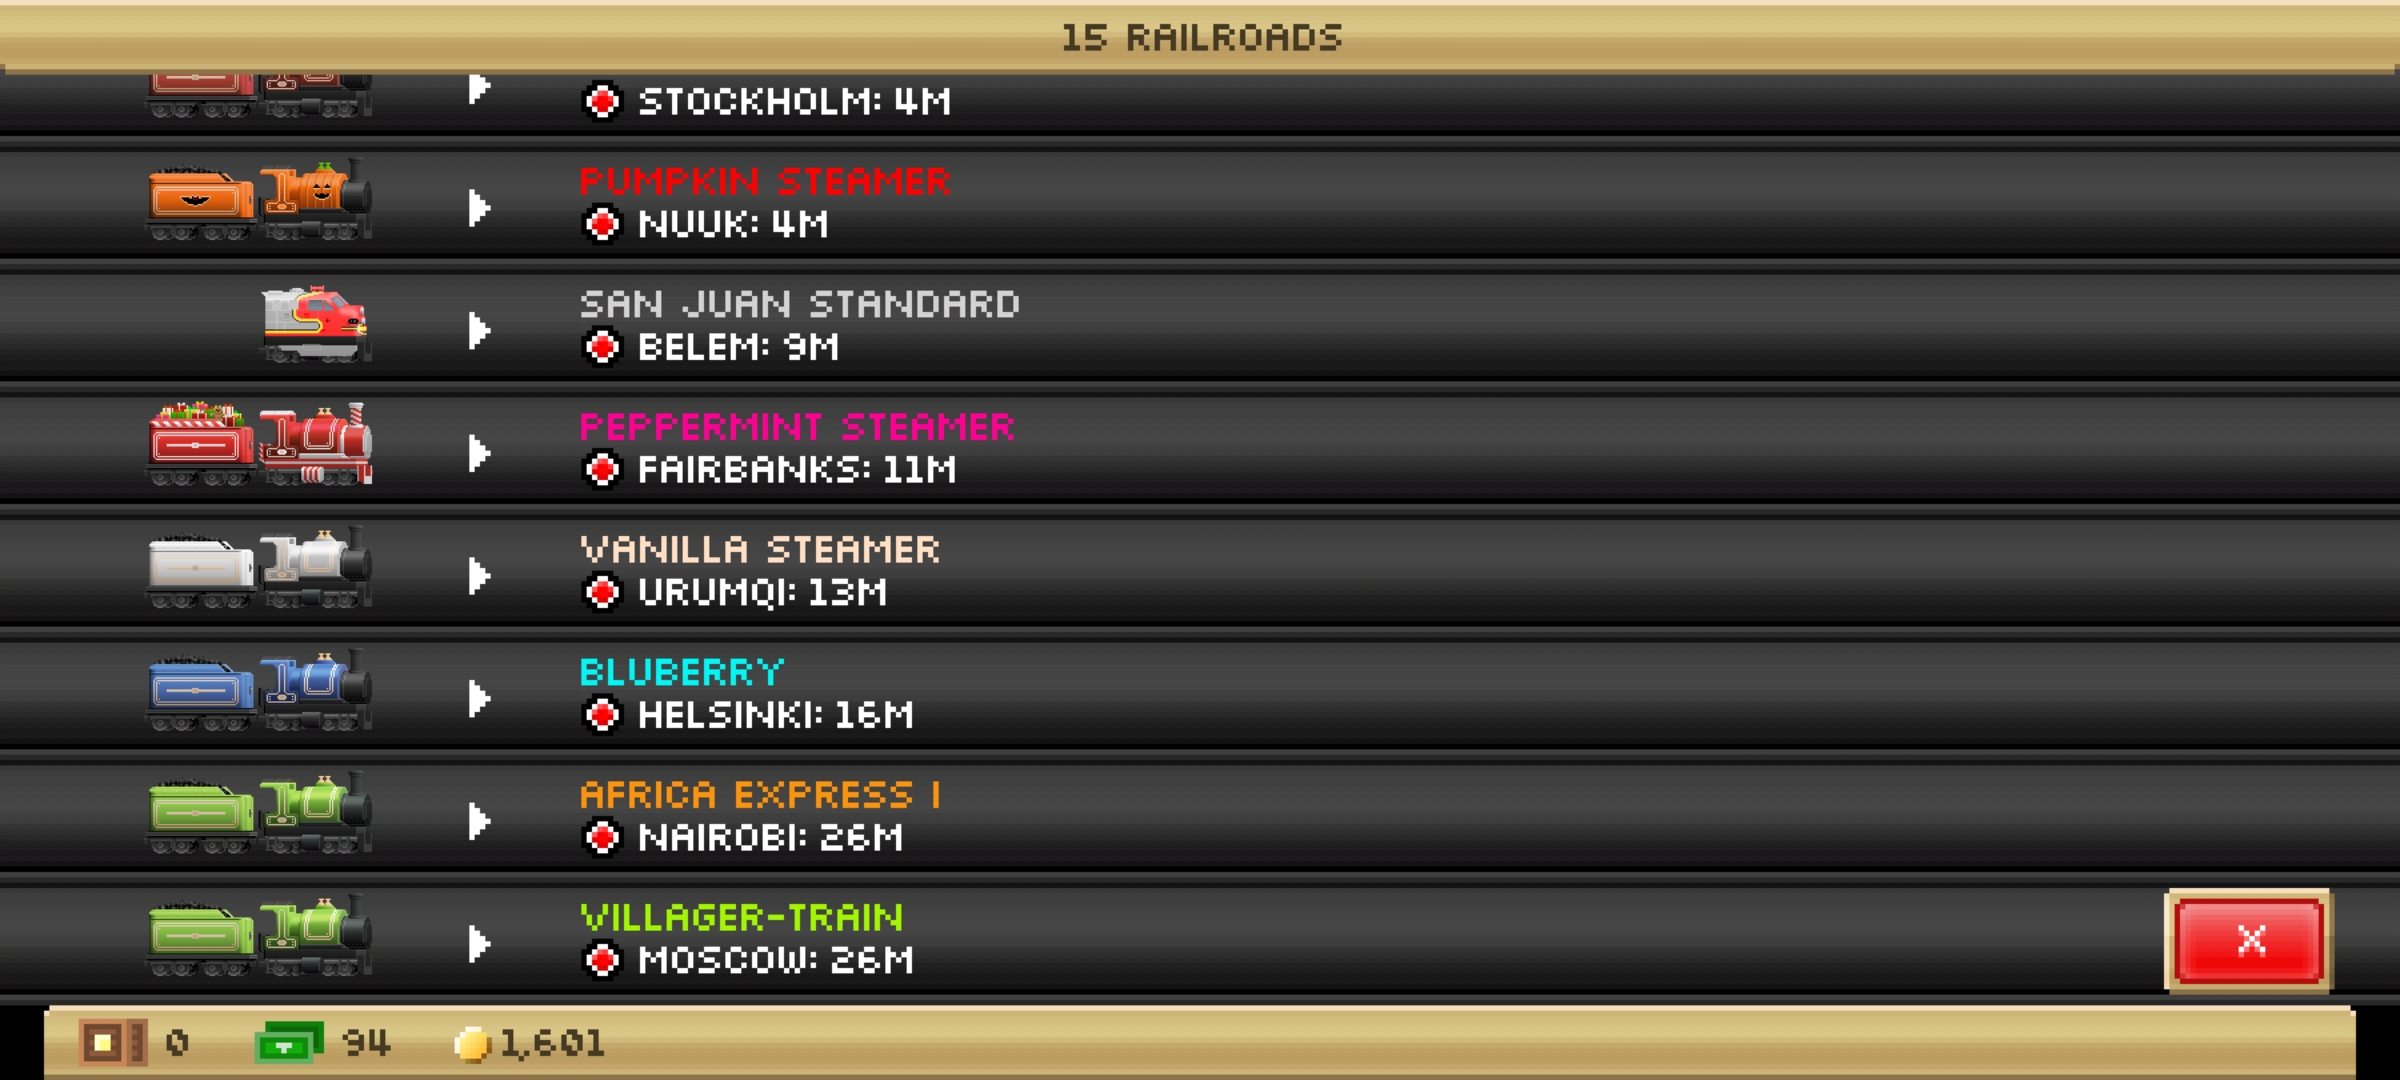 15 RAILROADS
STOCKHOLM: 4M
PUMPKIN STEAMER
NUUK: 4M
SAN JUAN STANDARD
BELEM: 9M
PEPPERMINT STEAMER
FAIRBANKS: 11M
VANILLA STEAMER
URUMQI: 13M
BLUBERRY
HELSINKI: 16M
AFRICA EXPRESS I
NAIROBI: 26M
VILLAGER-TRAIN
MOSCOW: 26M
X
0 94 1,601